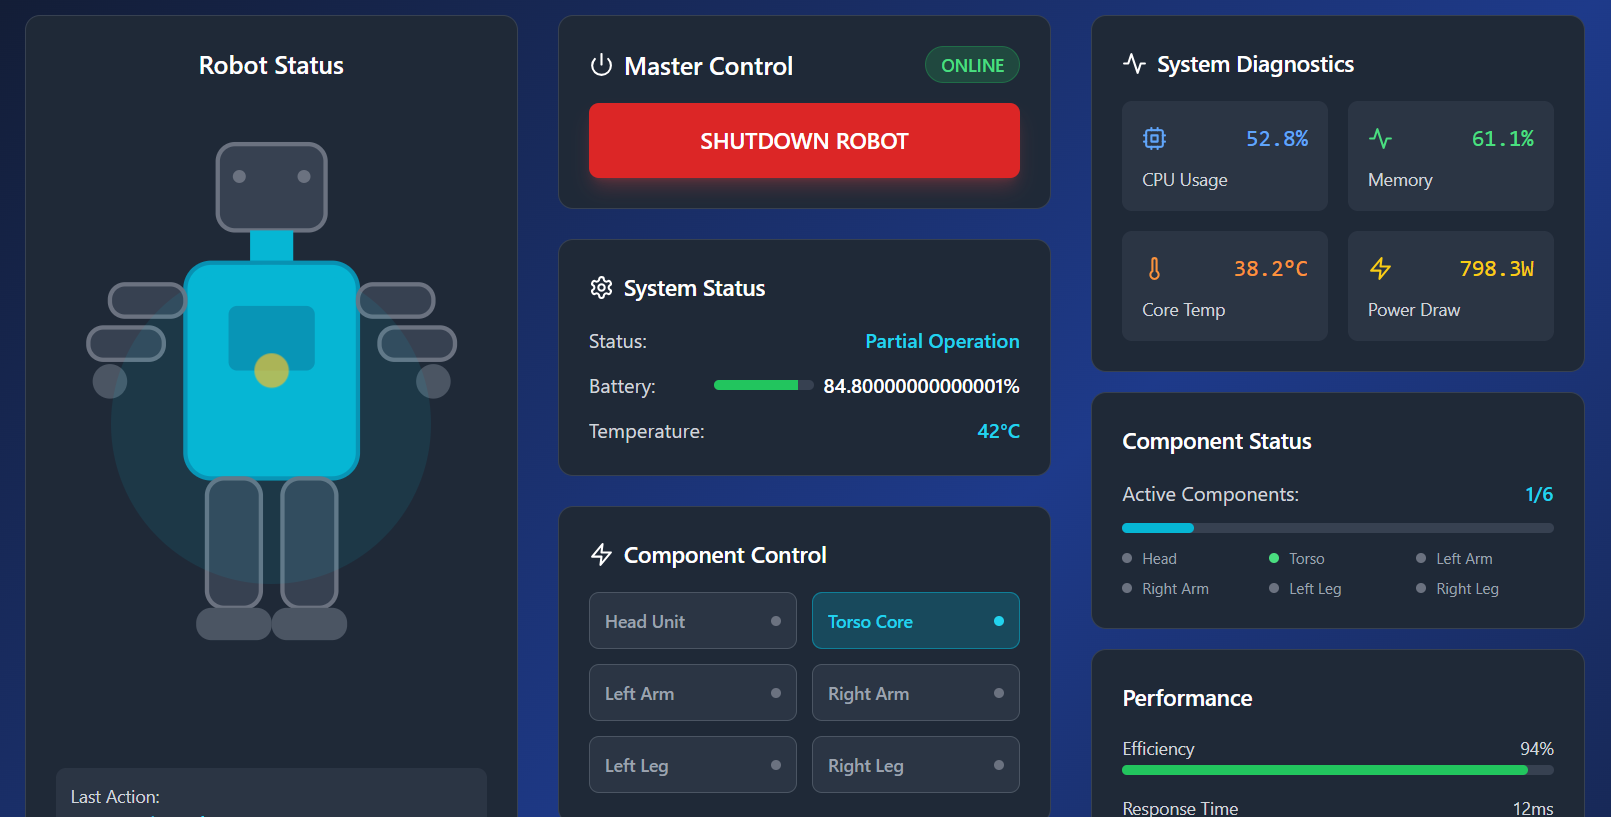 Robot Status
Last Action:
Master Control
ONLINE
SHUTDOWN ROBOT
System Status
Status: Partial Operation
Battery: 84.80000000000001%
Temperature: 42°C
Component Control
Head Unit
Torso Core
Left Arm
Right Arm
Left Leg
Right Leg
System Diagnostics
52.8%
CPU Usage
61.1%
Memory
38.2°C
Core Temp
798.3W
Power Draw
Component Status
Active Components: 1/6
Head
Torso
Left Arm
Right Arm
Left Leg
Right Leg
Performance
Efficiency 94%
Response Time 12ms